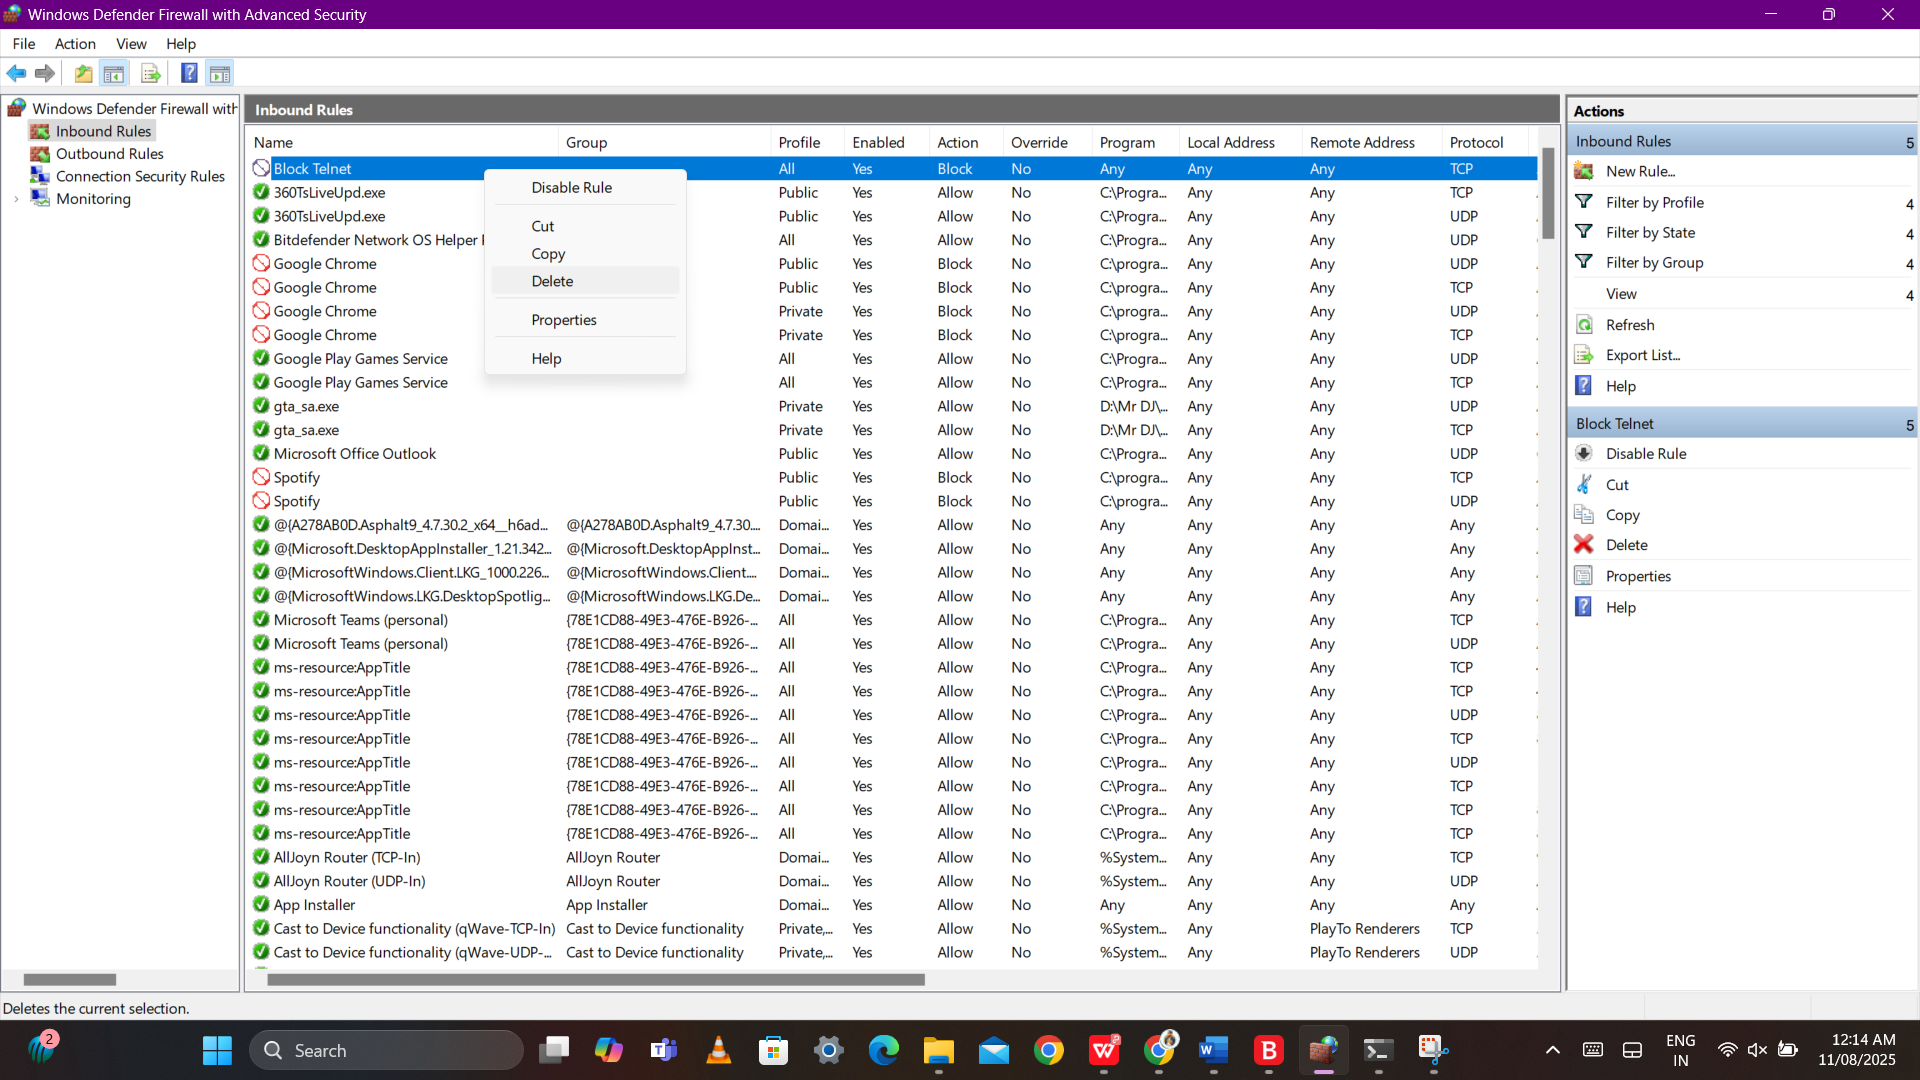 Windows Defender Firewall with Advanced Security
File Action View Help
Windows Defender Firewall with
Inbound Rules
Outbound Rules
Connection Security Rules
Monitoring
Inbound Rules
Name Group Profile Enabled Action Override Program Local Address Remote Address Protocol
Block Telnet All Yes Block No Any Any Any TCP
360TsLiveUpd.exe Public Yes Allow No C:\Progra... Any Any TCP
360TsLiveUpd.exe Public Yes Allow No C:\Progra... Any Any UDP
Bitdefender Network OS Helper All Yes Allow No C:\Progra... Any Any UDP
Google Chrome Public Yes Block No C:\progra... Any Any UDP
Google Chrome Public Yes Block No C:\progra... Any Any TCP
Google Chrome Private Yes Block No C:\progra... Any Any UDP
Google Chrome Private Yes Block No C:\progra... Any Any TCP
Google Play Games Service All Yes Allow No C:\Progra... Any Any UDP
Google Play Games Service All Yes Allow No C:\Progra... Any Any TCP
gta_sa.exe Private Yes Allow No D:\Mr DJ\... Any Any UDP
gta_sa.exe Private Yes Allow No D:\Mr DJ\... Any Any TCP
Microsoft Office Outlook Public Yes Allow No C:\Progra... Any Any UDP
Spotify Public Yes Block No C:\progra... Any Any TCP
Spotify Public Yes Block No C:\progra... Any Any UDP
@{A278AB0D.Asphalt9_4.7.30.2_x64__h6ad... @{A278AB0D.Asphalt9_4.7.30.... Domai... Yes Allow No Any Any Any Any
@{Microsoft.DesktopAppInstaller_1.21.342... @{Microsoft.DesktopAppInst... Domai... Yes Allow No Any Any Any Any
@{MicrosoftWindows.Client.LKG_1000.226... @{MicrosoftWindows.Client.... Domai... Yes Allow No Any Any Any Any
@{MicrosoftWindows.LKG.DesktopSpotlig... @{MicrosoftWindows.LKG.De... Domai... Yes Allow No Any Any Any Any
Microsoft Teams (personal) {78E1CD88-49E3-476E-B926-... All Yes Allow No C:\Progra... Any Any TCP
Microsoft Teams (personal) {78E1CD88-49E3-476E-B926-... All Yes Allow No C:\Progra... Any Any UDP
ms-resource:AppTitle {78E1CD88-49E3-476E-B926-... All Yes Allow No C:\Progra... Any Any TCP
ms-resource:AppTitle {78E1CD88-49E3-476E-B926-... All Yes Allow No C:\Progra... Any Any TCP
ms-resource:AppTitle {78E1CD88-49E3-476E-B926-... All Yes Allow No C:\Progra... Any Any UDP
ms-resource:AppTitle {78E1CD88-49E3-476E-B926-... All Yes Allow No C:\Progra... Any Any TCP
ms-resource:AppTitle {78E1CD88-49E3-476E-B926-... All Yes Allow No C:\Progra... Any Any UDP
ms-resource:AppTitle {78E1CD88-49E3-476E-B926-... All Yes Allow No C:\Progra... Any Any TCP
ms-resource:AppTitle {78E1CD88-49E3-476E-B926-... All Yes Allow No C:\Progra... Any Any TCP
ms-resource:AppTitle {78E1CD88-49E3-476E-B926-... All Yes Allow No C:\Progra... Any Any TCP
AllJoyn Router (TCP-In) AllJoyn Router Domai... Yes Allow No %System... Any Any TCP
AllJoyn Router (UDP-In) AllJoyn Router Domai... Yes Allow No %System... Any Any UDP
App Installer App Installer Domai... Yes Allow No Any Any Any Any
Cast to Device functionality (qWave-TCP-In) Cast to Device functionality Private,... Yes Allow No %System... Any PlayTo Renderers TCP
Cast to Device functionality (qWave-UDP-... Cast to Device functionality Private,... Yes Allow No %System... Any PlayTo Renderers UDP
Disable Rule
Cut
Copy
Delete
Properties
Help
Actions
Inbound Rules 5
New Rule...
Filter by Profile 4
Filter by State 4
Filter by Group 4
View 4
Refresh
Export List...
Help
Block Telnet 5
Disable Rule
Cut
Copy
Delete
Properties
Help
Deletes the current selection.
2
Search
ENG
IN
12:14 AM
11/08/2025